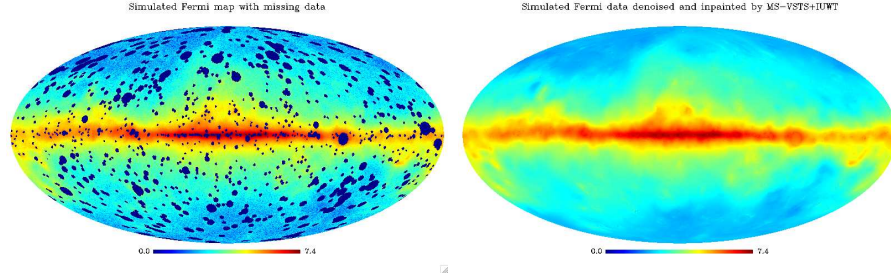 Simulated Fermi map with missing data
Simulated Fermi data denoised and inpainted by MS-VSTS+IUWT
0.0 7.4
0.0 7.4